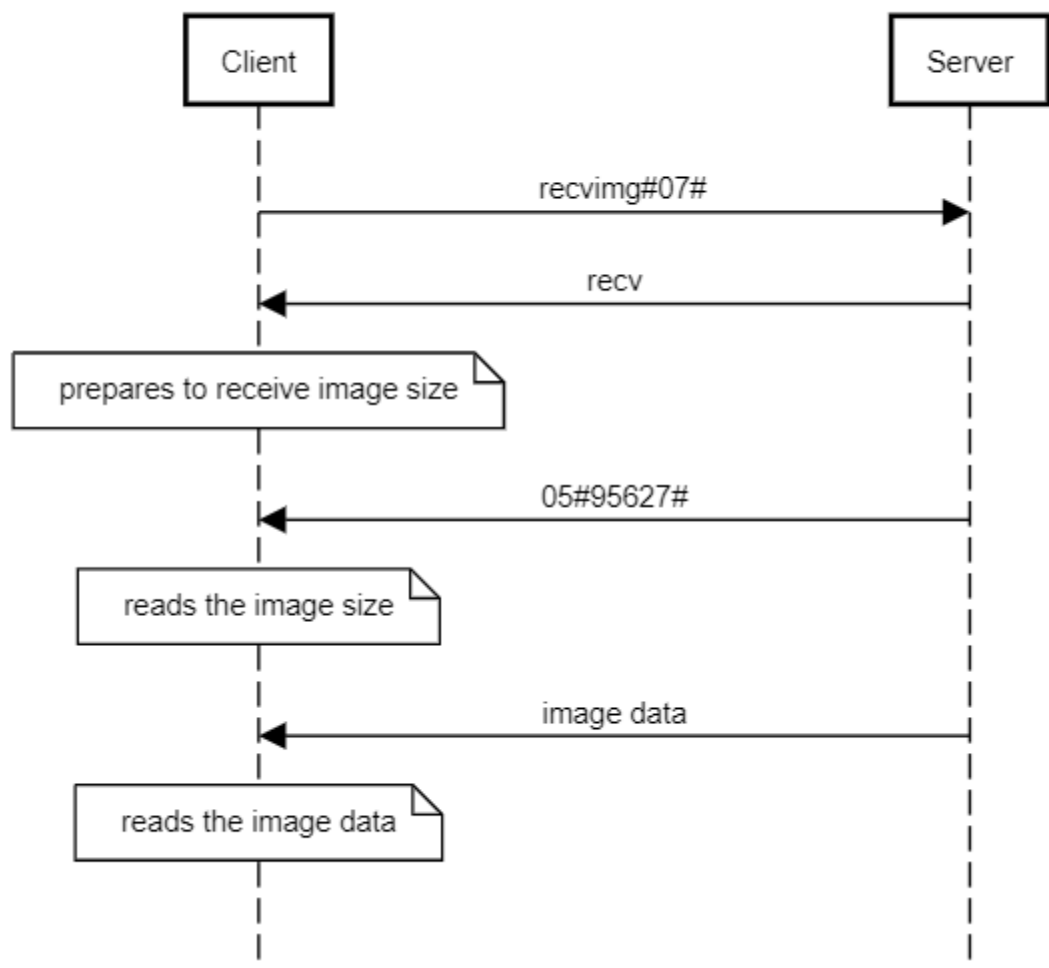 Client
Server
recvimg#07#
recv
prepares to receive image size
05#95627#
reads the image size
image data
reads the image data